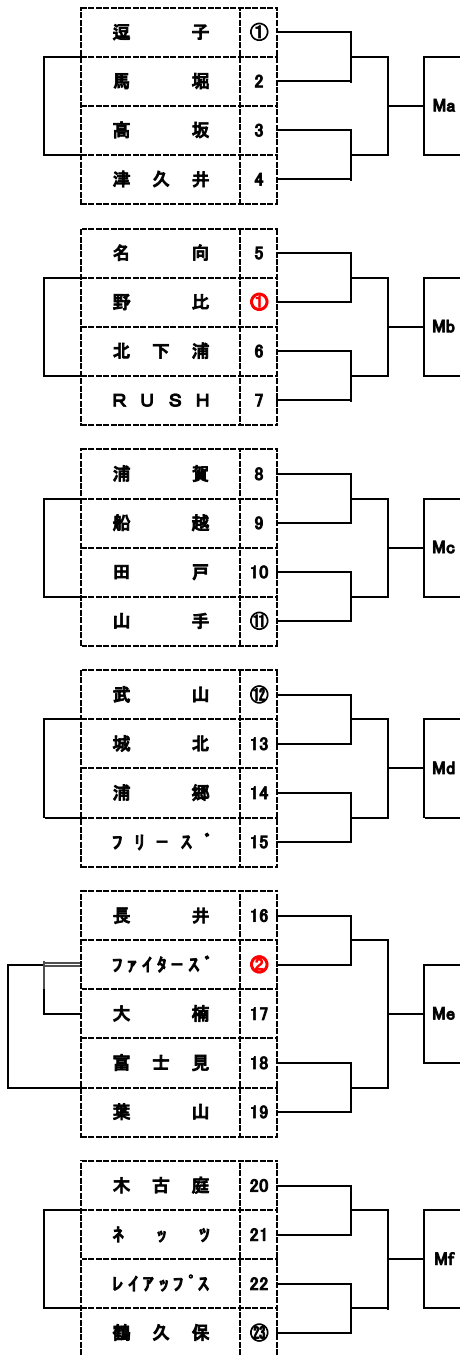 逗子 ①
馬堀 2
高坂 3
津久井 4
Ma
名向 5
野比 ①
北下浦 6
ＲＵＳＨ 7
Mb
浦賀 8
船越 9
田戸 10
山手 ⑪
Mc
武山 ⑫
城北 13
浦郷 14
フリーズﾞ 15
Md
長井 16
ﾌｧｲﾀｰｽﾞ ②
大楠 17
富士見 18
葉山 19
Me
木古庭 20
ネッツ 21
ﾚｲｱｯﾌﾟｽ 22
鶴久保 ㉓
Mf